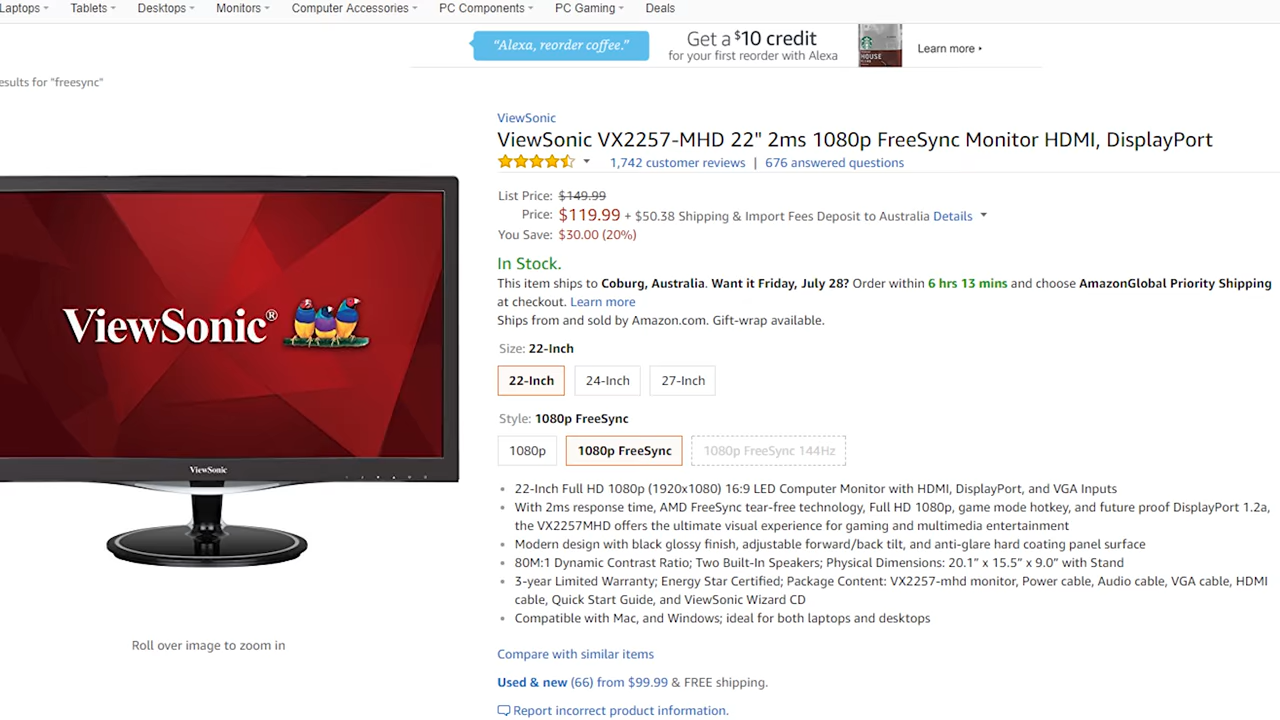 Laptops Tablets Desktops Monitors Computer Accessories PC Components PC Gaming Deals
"Alexa, reorder coffee."
Get a $10 credit
for your first reorder with Alexa
HOUSE
Learn more
esults for "freesync"
ViewSonic
ViewSonic VX2257-MHD 22" 2ms 1080p FreeSync Monitor HDMI, DisplayPort
1,742 customer reviews | 676 answered questions
List Price: $149.99
Price: $119.99 + $50.38 Shipping & Import Fees Deposit to Australia Details
You Save: $30.00 (20%)
In Stock.
This item ships to Coburg, Australia. Want it Friday, July 28? Order within 6 hrs 13 mins and choose AmazonGlobal Priority Shipping
at checkout. Learn more
Ships from and sold by Amazon.com. Gift-wrap available.
Size: 22-Inch
22-Inch 24-Inch 27-Inch
Style: 1080p FreeSync
1080p 1080p FreeSync 1080p FreeSync 144Hz
22-Inch Full HD 1080p (1920x1080) 16:9 LED Computer Monitor with HDMI, DisplayPort, and VGA Inputs
With 2ms response time, AMD FreeSync tear-free technology, Full HD 1080p, game mode hotkey, and future proof DisplayPort 1.2a,
the VX2257MHD offers the ultimate visual experience for gaming and multimedia entertainment
Modern design with black glossy finish, adjustable forward/back tilt, and anti-glare hard coating panel surface
80M:1 Dynamic Contrast Ratio; Two Built-In Speakers; Physical Dimensions: 20.1" x 15.5" x 9.0" with Stand
3-year Limited Warranty; Energy Star Certified; Package Content: VX2257-mhd monitor, Power cable, Audio cable, VGA cable, HDMI
cable, Quick Start Guide, and ViewSonic Wizard CD
Compatible with Mac, and Windows; ideal for both laptops and desktops
Compare with similar items
Used & new (66) from $99.99 & FREE shipping.
Report incorrect product information.
ViewSonic®
ViewSonic
Roll over image to zoom in